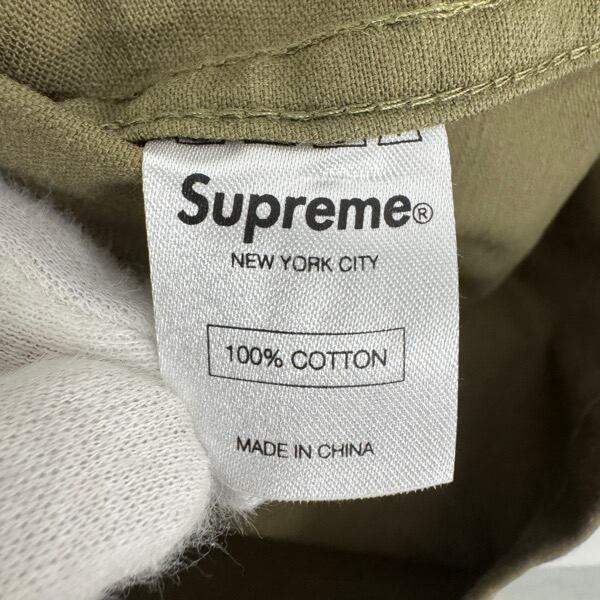 Supreme®
NEW YORK CITY
100% COTTON
MADE IN CHINA